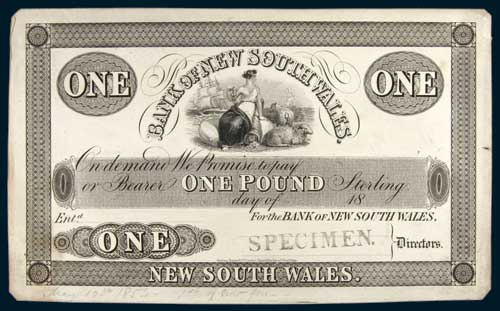 BANK OF NEW SOUTH WALES.
ONE
ONE
On demand We Promise to pay
or Bearer ONE POUND Sterling
day of 18
Entd
For the BANK OF NEW SOUTH WALES.
ONE
SPECIMEN.
Directors.
NEW SOUTH WALES.